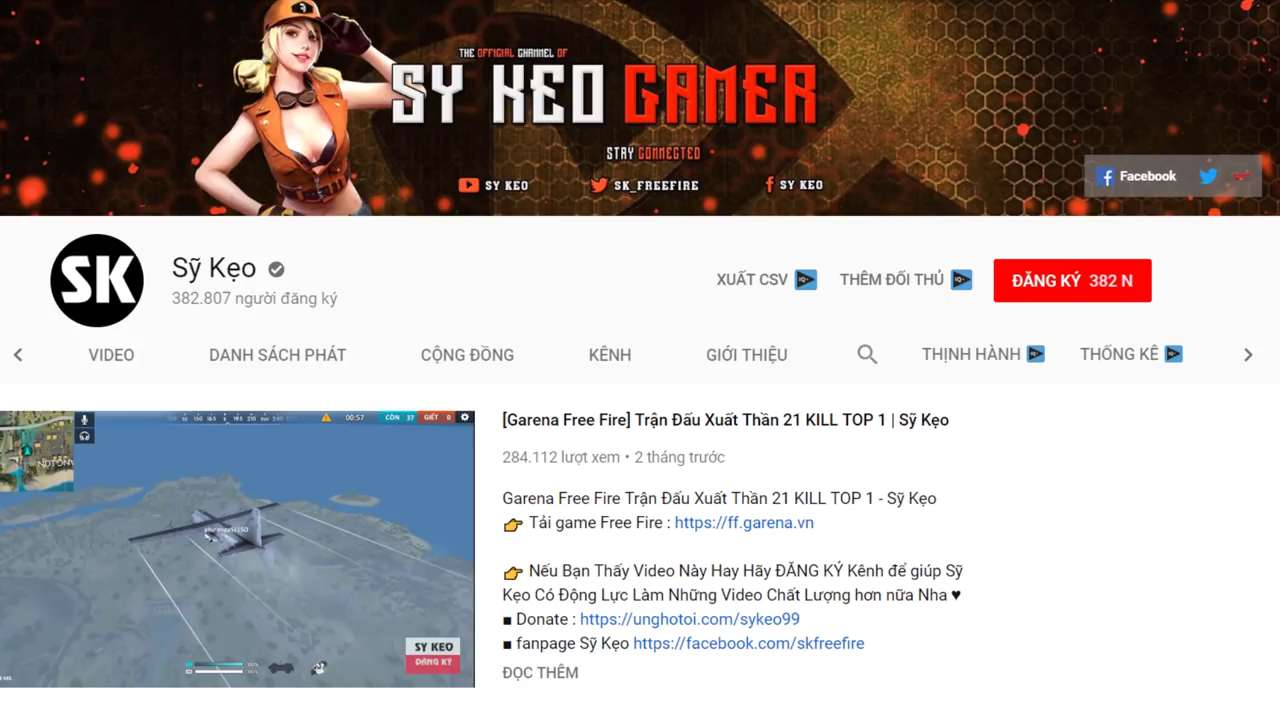 THE OFFICIAL CHANNEL OF
SY KEO GAMER
STAY CONNECTED
SY KEO
SK_FREEFIRE
SY KEO
Facebook
SK
Sỹ Kẹo
382.807 người đăng ký
XUẤT CSV
THÊM ĐỐI THỦ
ĐĂNG KÝ 382 N
VIDEO
DANH SÁCH PHÁT
CỘNG ĐỒNG
KÊNH
GIỚI THIỆU
THỊNH HÀNH
THỐNG KÊ
00:57
CÒN 37
GIẾT 0
SY KEO
ĐĂNG KÝ
[Garena Free Fire] Trận Đấu Xuất Thần 21 KILL TOP 1 | Sỹ Kẹo
284.112 lượt xem • 2 tháng trước
Garena Free Fire Trận Đấu Xuất Thần 21 KILL TOP 1 - Sỹ Kẹo
👉 Tải game Free Fire : https://ff.garena.vn
👉 Nếu Bạn Thấy Video Này Hay Hãy ĐĂNG KÝ Kênh để giúp Sỹ
Kẹo Có Động Lực Làm Những Video Chất Lượng hơn nữa Nha ♥
■ Donate : https://unghotoi.com/sykeo99
■ fanpage Sỹ Kẹo https://facebook.com/skfreefire
ĐỌC THÊM